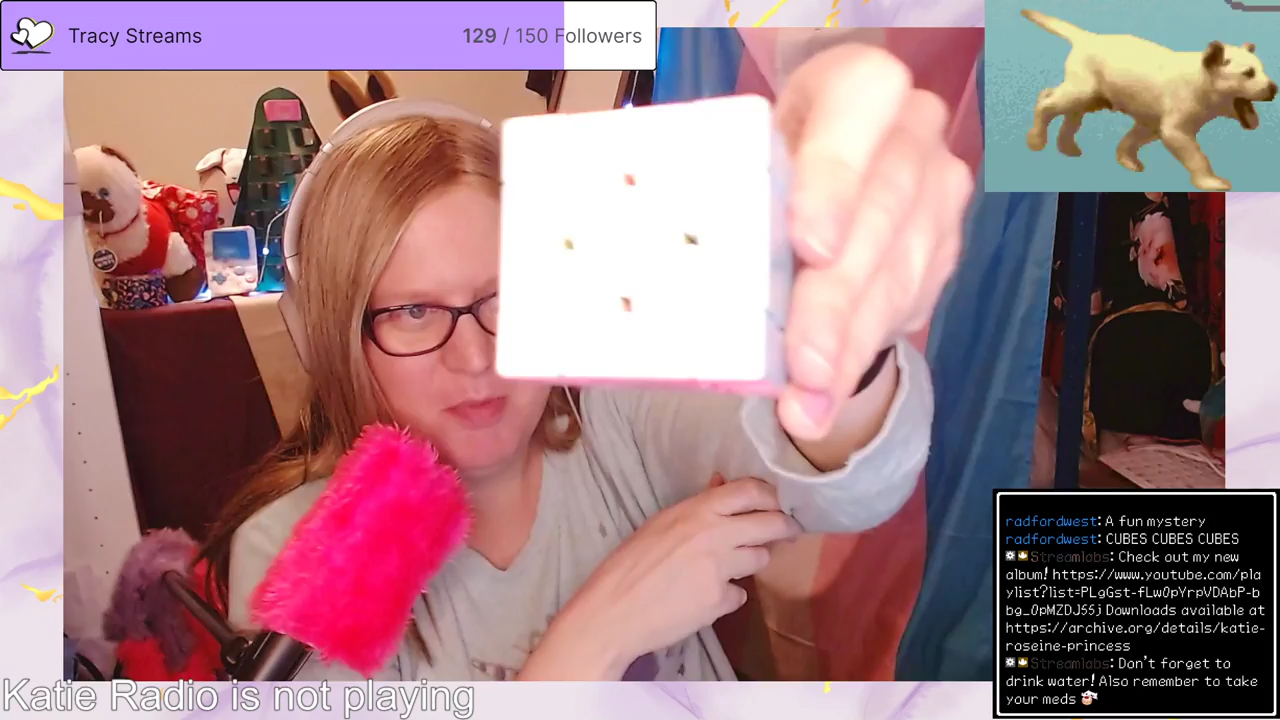 Tracy Streams
129 / 150 Followers
radfordwest: A fun mystery
radfordwest: CUBES CUBES CUBES
Streamlabs: Check out my new
album! https://www.youtube.com/pla
ylist?list=PLgGst-fLw0pYrpVDAbP-b
bg_0pMZDJ55j Downloads available at
https://archive.org/details/katie-
roseine-princess
Streamlabs: Don't forget to
drink water! Also remember to take
your meds
Katie Radio is not playing